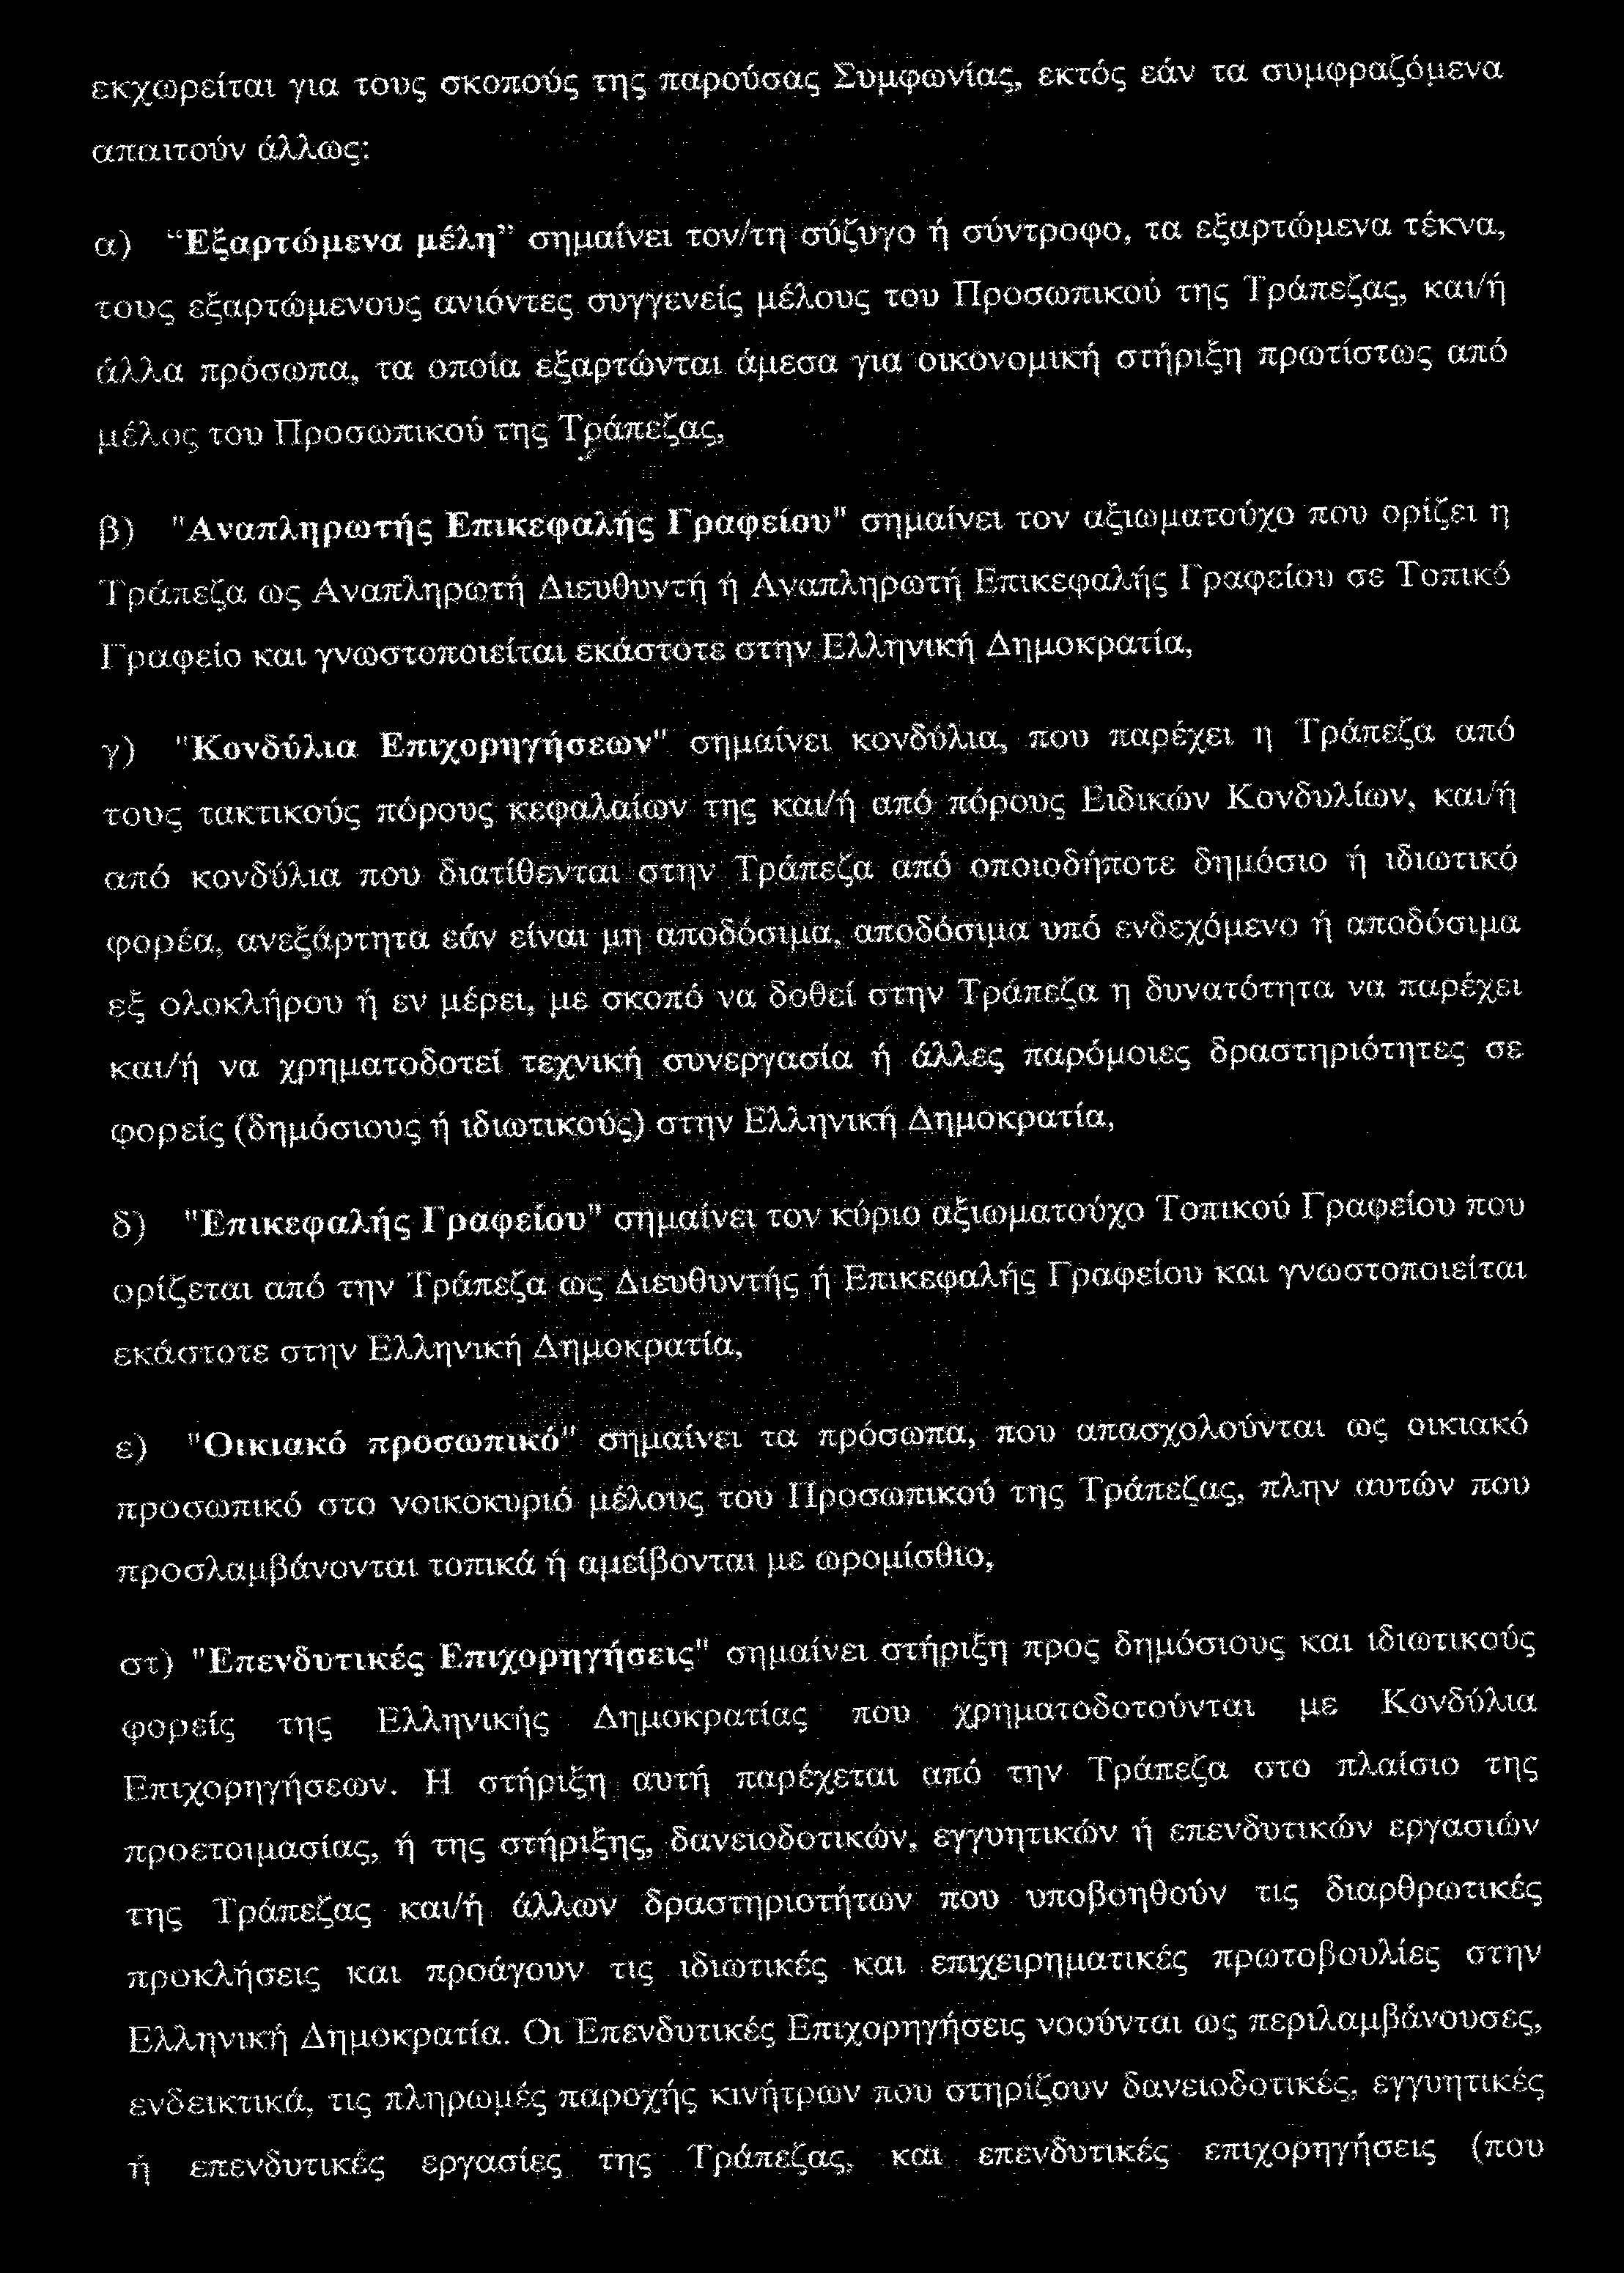 εκχωρείται για τους σκοπούς της παρούσας Συμφωνίας, εκτός εάν τα συμφραζόμενα
απαιτούν άλλως:
α) “Εξαρτώμενα μέλη” σημαίνει τον/τη σύζυγο ή σύντροφο, τα εξαρτώμενα τέκνα,
τους εξαρτώμενους ανιόντες συγγενείς μέλους του Προσωπικού της Τράπεζας, και/ή
άλλα πρόσωπα, τα οποία εξαρτώνται άμεσα για οικονομική στήριξη πρωτίστως από
μέλος του Προσωπικού της Τράπεζας,
β) "Αναπληρωτής Επικεφαλής Γραφείου" σημαίνει τον αξιωματούχο που ορίζει η
Τράπεζα ως Αναπληρωτή Διευθυντή ή Αναπληρωτή Επικεφαλής Γραφείου σε Τοπικό
Γραφείο και γνωστοποιείται εκάστοτε στην Ελληνική Δημοκρατία,
γ) "Κονδύλια Επιχορηγήσεων" σημαίνει κονδύλια, που παρέχει η Τράπεζα από
τους τακτικούς πόρους κεφαλαίων της και/ή από πόρους Ειδικών Κονδυλίων, και/ή
από κονδύλια που διατίθενται στην Τράπεζα από οποιοδήποτε δημόσιο ή ιδιωτικό
φορέα, ανεξάρτητα εάν είναι μη αποδόσιμα, αποδόσιμα υπό ενδεχόμενο ή αποδόσιμα
εξ ολοκλήρου ή εν μέρει, με σκοπό να δοθεί στην Τράπεζα η δυνατότητα να παρέχει
και/ή να χρηματοδοτεί τεχνική συνεργασία ή άλλες παρόμοιες δραστηριότητες σε
φορείς (δημόσιους ή ιδιωτικούς) στην Ελληνική Δημοκρατία,
δ) "Επικεφαλής Γραφείου" σημαίνει τον κύριο αξιωματούχο Τοπικού Γραφείου που
ορίζεται από την Τράπεζα ως Διευθυντής ή Επικεφαλής Γραφείου και γνωστοποιείται
εκάστοτε στην Ελληνική Δημοκρατία,
ε) "Οικιακό προσωπικό" σημαίνει τα πρόσωπα, που απασχολούνται ως οικιακό
προσωπικό στο νοικοκυριό μέλους του Προσωπικού της Τράπεζας, πλην αυτών που
προσλαμβάνονται τοπικά ή αμείβονται με ωρομίσθιο,
στ) "Επενδυτικές Επιχορηγήσεις" σημαίνει στήριξη προς δημόσιους και ιδιωτικούς
φορείς της Ελληνικής Δημοκρατίας που χρηματοδοτούνται με Κονδύλια
Επιχορηγήσεων. Η στήριξη αυτή παρέχεται από την Τράπεζα στο πλαίσιο της
προετοιμασίας, ή της στήριξης, δανειοδοτικών, εγγυητικών ή επενδυτικών εργασιών
της Τράπεζας και/ή άλλων δραστηριοτήτων που υποβοηθούν τις διαρθρωτικές
προκλήσεις και προάγουν τις ιδιωτικές και επιχειρηματικές πρωτοβουλίες στην
Ελληνική Δημοκρατία. Οι Επενδυτικές Επιχορηγήσεις νοούνται ως περιλαμβάνουσες,
ενδεικτικά, τις πληρωμές παροχής κινήτρων που στηρίζουν δανειοδοτικές, εγγυητικές
ή επενδυτικές εργασίες της Τράπεζας, και επενδυτικές επιχορηγήσεις (που